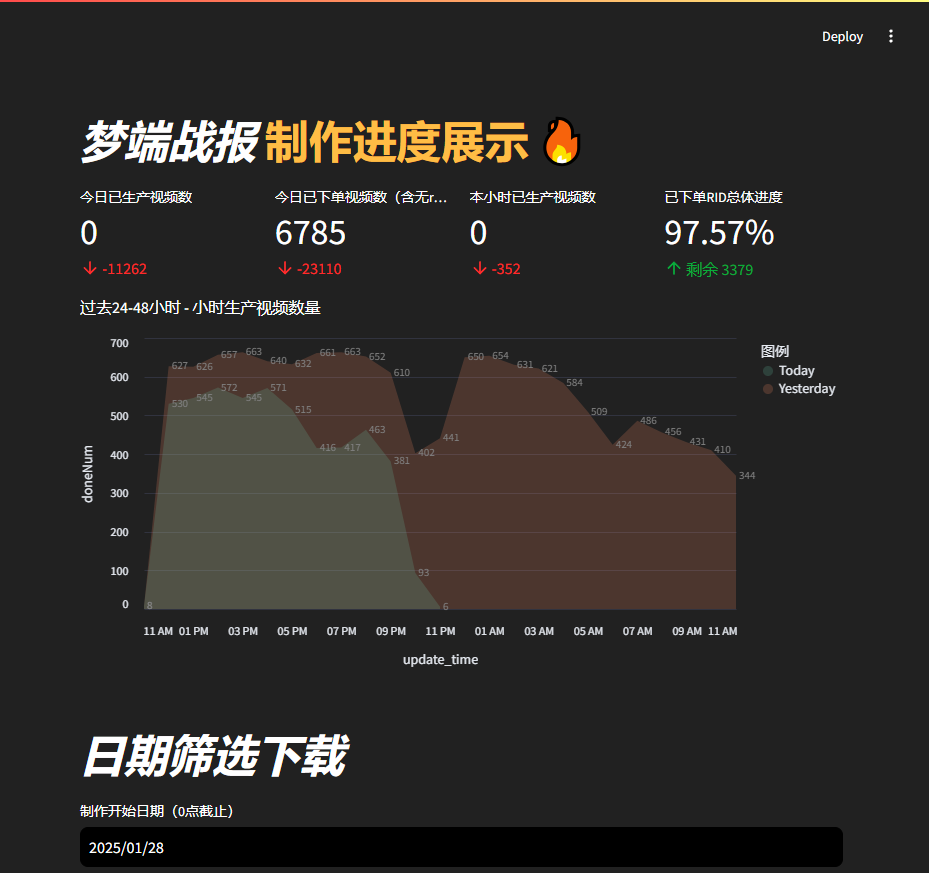 Deploy
梦端战报 制作进度展示
今日已生产视频数
0
-11262
今日已下单视频数（含无r...
6785
-23110
本小时已生产视频数
0
-352
已下单RID总体进度
97.57%
剩余 3379
过去24-48小时 - 小时生产视频数量
700
600
500
400
300
200
100
0
doneNum
627 626 657 663 640 632 661 663 652 610 402 441 650 654 631 621 584 509 424 486 456 431 410 344
8 530 545 572 545 571 515 416 417 463 381 93 6
11 AM 01 PM 03 PM 05 PM 07 PM 09 PM 11 PM 01 AM 03 AM 05 AM 07 AM 09 AM 11 AM
update_time
图例
Today
Yesterday
日期筛选下载
制作开始日期（0点截止）
2025/01/28